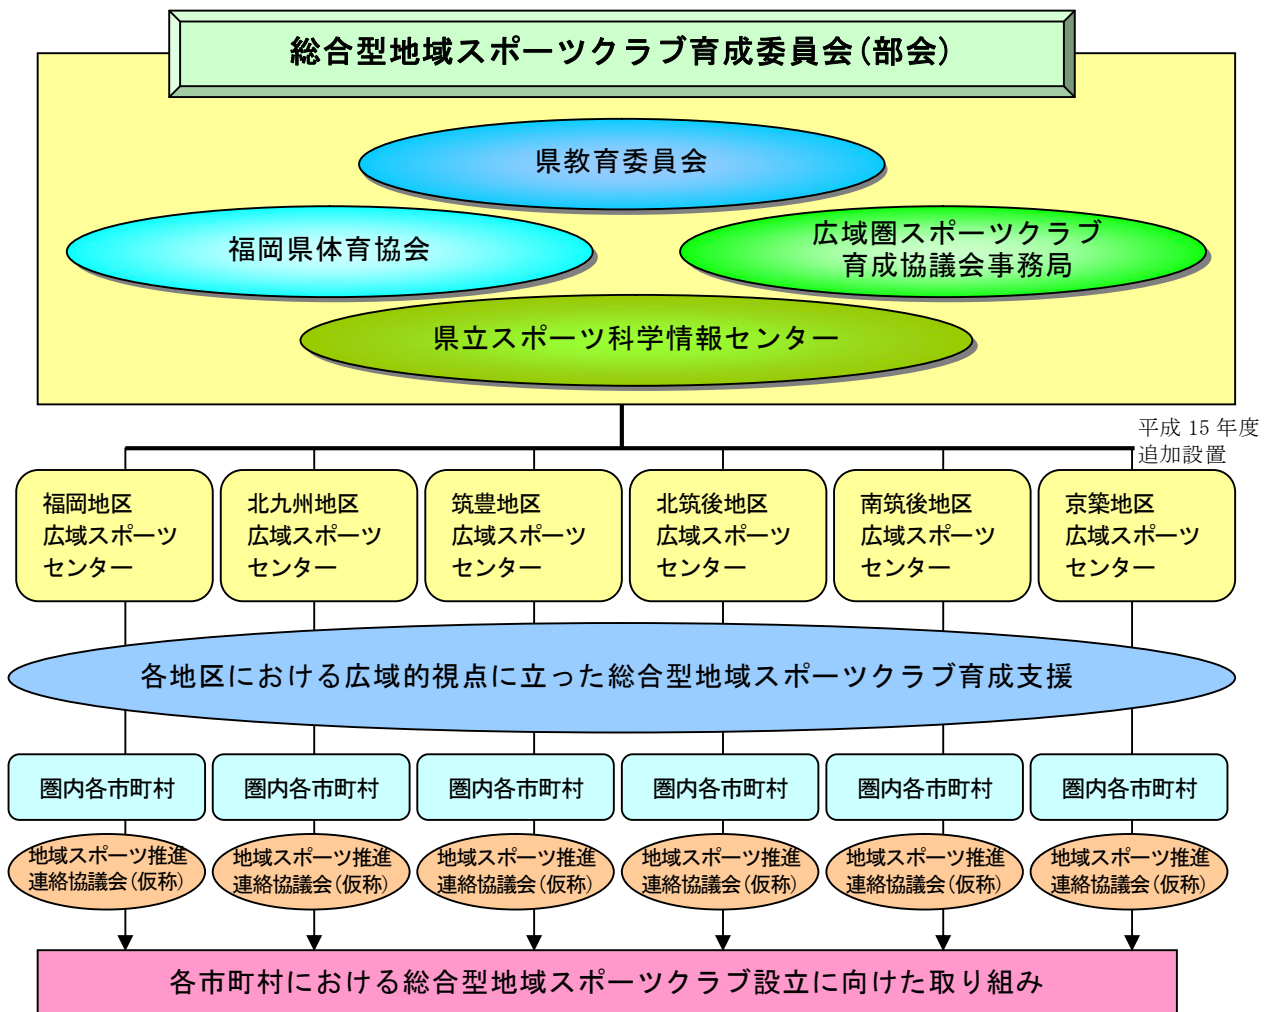 総合型地域スポーツクラブ育成委員会(部会)
県教育委員会
福岡県体育協会
広域圏スポーツクラブ
育成協議会事務局
県立スポーツ科学情報センター
平成 15 年度
追加設置
福岡地区
広域スポーツ
センター
北九州地区
広域スポーツ
センター
筑豊地区
広域スポーツ
センター
北筑後地区
広域スポーツ
センター
南筑後地区
広域スポーツ
センター
京築地区
広域スポーツ
センター
各地区における広域的視点に立った総合型地域スポーツクラブ育成支援
圏内各市町村
圏内各市町村
圏内各市町村
圏内各市町村
圏内各市町村
圏内各市町村
地域スポーツ推進
連絡協議会(仮称)
地域スポーツ推進
連絡協議会(仮称)
地域スポーツ推進
連絡協議会(仮称)
地域スポーツ推進
連絡協議会(仮称)
地域スポーツ推進
連絡協議会(仮称)
地域スポーツ推進
連絡協議会(仮称)
各市町村における総合型地域スポーツクラブ設立に向けた取り組み